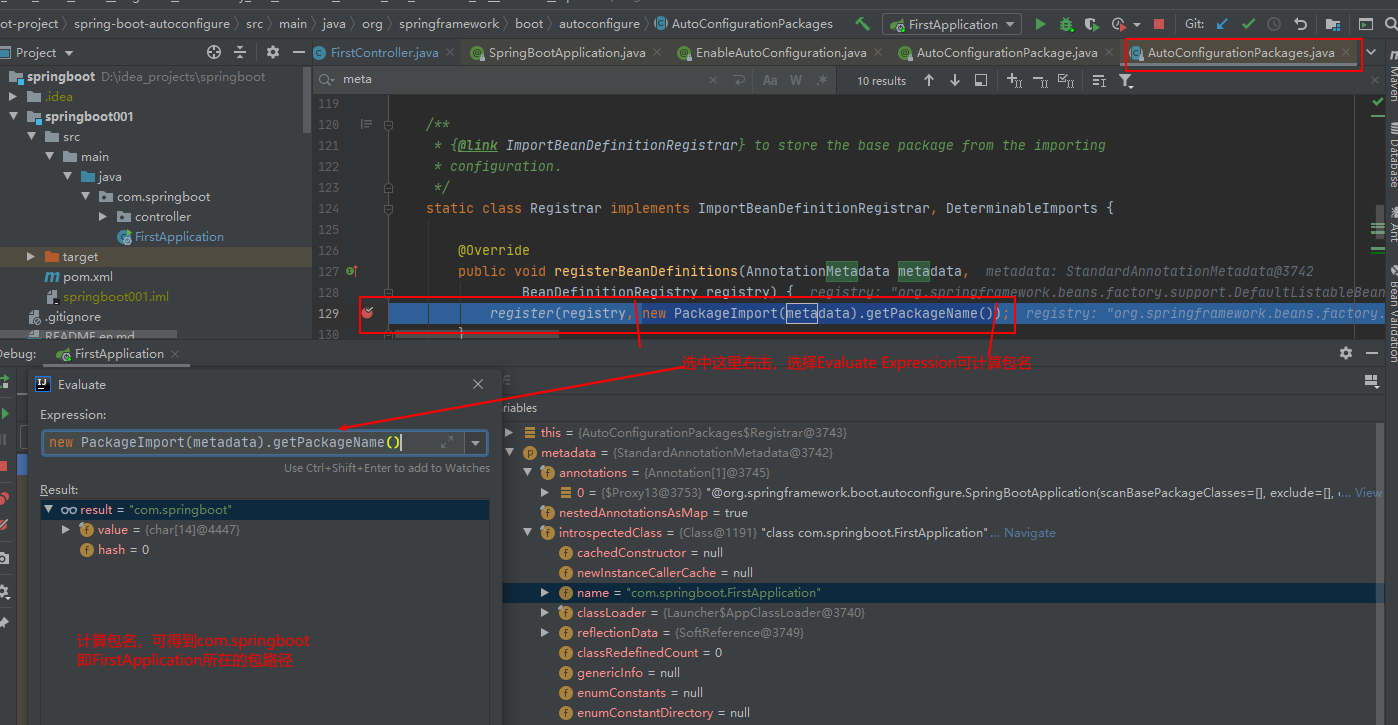 ot-project spring-boot-autoconfigure src main java org springframework boot autoconfigure AutoConfigurationPackages FirstApplication Git:
Project FirstController.java SpringBootApplication.java EnableAutoConfiguration.java AutoConfigurationPackage.java AutoConfigurationPackages.java
springboot D:\idea_projects\springboot
.idea
springboot001
src
main
java
com.springboot
controller
FirstApplication
target
pom.xml
springboot001.iml
.gitignore
README.en.md
meta Aa W .* 10 results
119
120 /**
121 * {@link ImportBeanDefinitionRegistrar} to store the base package from the importing
122 * configuration.
123 */
124 static class Registrar implements ImportBeanDefinitionRegistrar, DeterminableImports {
125
126 @Override
127 public void registerBeanDefinitions(AnnotationMetadata metadata, metadata: StandardAnnotationMetadata@3742
128 BeanDefinitionRegistry registry) { registry: "org.springframework.beans.factory.support.DefaultListableBean
129 register(registry, new PackageImport(metadata).getPackageName()); registry: "org.springframework.beans.factory.
130 }
Maven
Database
Ant
Bean Validation
选中这里右击，选择Evaluate Expression可计算包名
Debug: FirstApplication
Evaluate
Expression:
new PackageImport(metadata).getPackageName()
Use Ctrl+Shift+Enter to add to Watches
Result:
result = "com.springboot"
value = {char[14]@4447}
hash = 0
计算包名，可得到com.springboot
即FirstApplication所在的包路径
riables
this = {AutoConfigurationPackages$Registrar@3743}
metadata = {StandardAnnotationMetadata@3742}
annotations = {Annotation[1]@3745}
0 = {$Proxy13@3753} "@org.springframework.boot.autoconfigure.SpringBootApplication(scanBasePackageClasses=[], exclude=[], ... View
nestedAnnotationsAsMap = true
introspectedClass = {Class@1191} "class com.springboot.FirstApplication"... Navigate
cachedConstructor = null
newInstanceCallerCache = null
name = "com.springboot.FirstApplication"
classLoader = {Launcher$AppClassLoader@3740}
reflectionData = {SoftReference@3749}
classRedefinedCount = 0
genericInfo = null
enumConstants = null
enumConstantDirectory = null